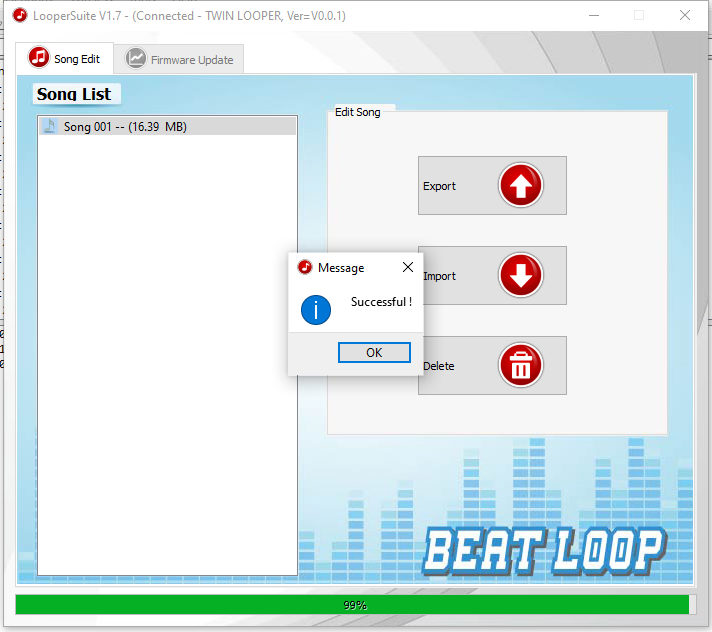 LooperSuite V1.7 - (Connected - TWIN LOOPER, Ver=V0.0.1)
Song Edit
Firmware Update
Song List
Song 001 -- (16.39 MB)
Edit Song
Export
Import
Delete
Message
Successful !
OK
BEAT LOOP
99%